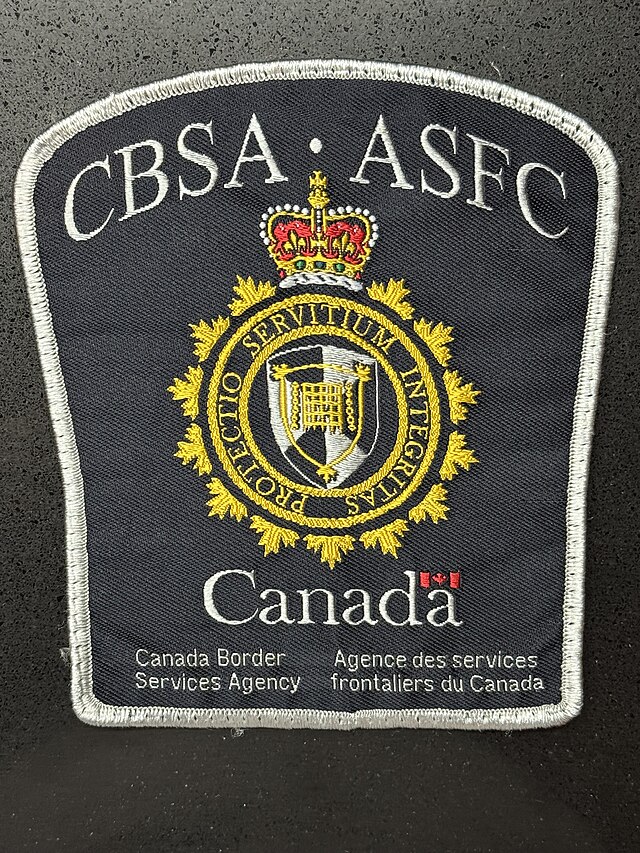 CBSA · ASFC
PROTECTIO SERVITIUM INTEGRITAS
Canada
Canada Border
Services Agency
Agence des services
frontaliers du Canada